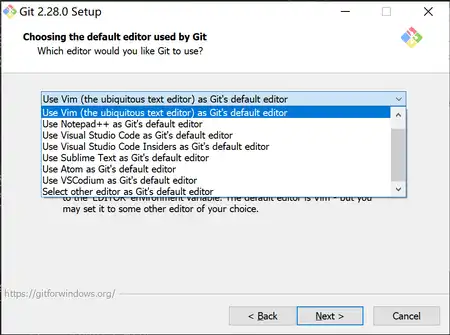 Git 2.28.0 Setup
Choosing the default editor used by Git
Which editor would you like Git to use?
Use Vim (the ubiquitous text editor) as Git's default editor
Use Vim (the ubiquitous text editor) as Git's default editor
Use Notepad++ as Git's default editor
Use Visual Studio Code as Git's default editor
Use Visual Studio Code Insiders as Git's default editor
Use Sublime Text as Git's default editor
Use Atom as Git's default editor
Use VSCodium as Git's default editor
Select other editor as Git's default editor
to the 'EDITOR' environment variable. The default editor is Vim - but you
may set it to some other editor of your choice.
https://gitforwindows.org/
< Back
Next >
Cancel